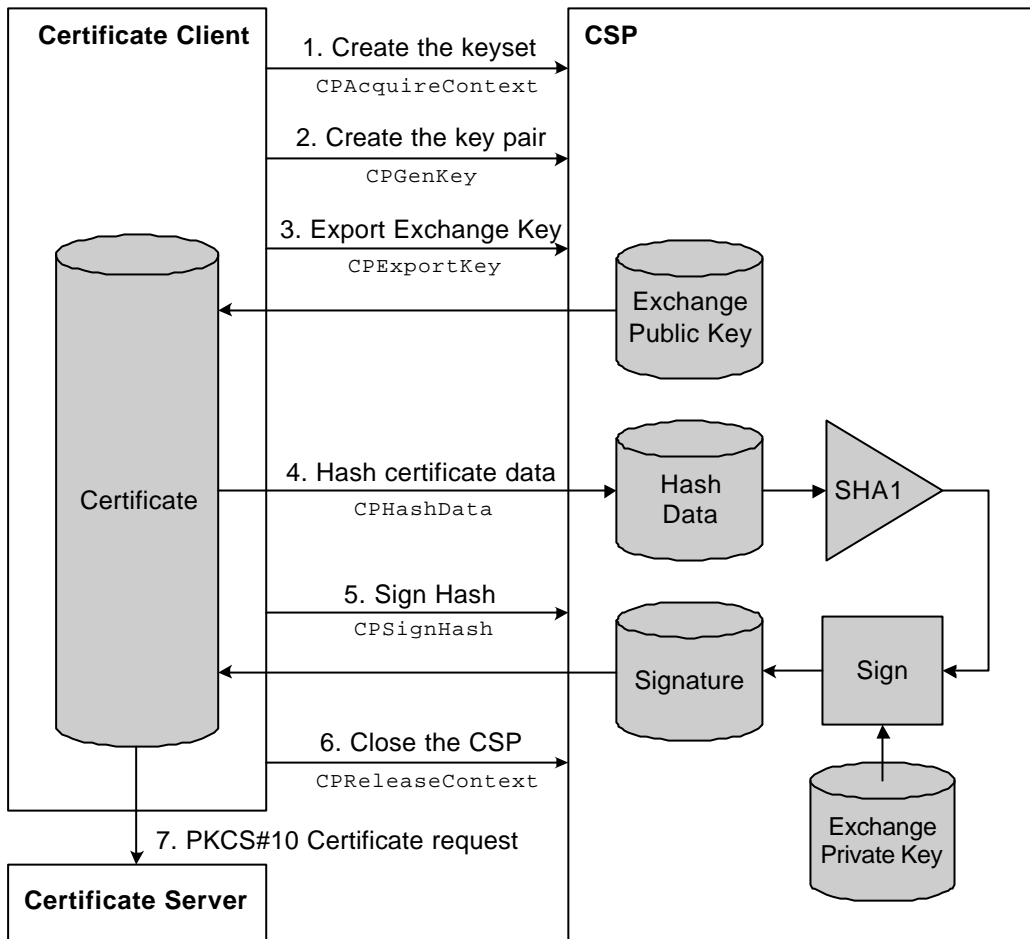 Certificate Client
CSP
1. Create the keyset
CPAcquireContext
2. Create the key pair
CPGenKey
3. Export Exchange Key
CPExportKey
Exchange
Public Key
Certificate
4. Hash certificate data
CPHashData
Hash
Data
SHA1
5. Sign Hash
CPSignHash
Signature
Sign
6. Close the CSP
CPReleaseContext
Exchange
Private Key
7. PKCS#10 Certificate request
Certificate Server